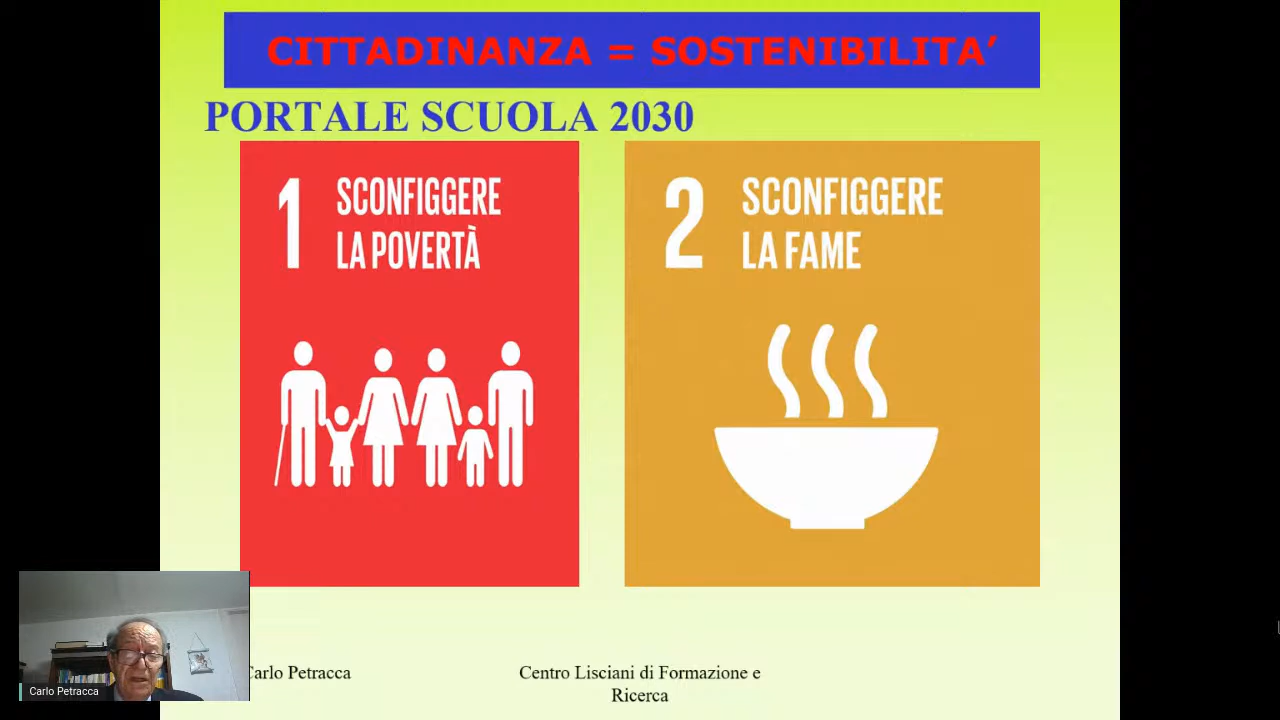 CITTADINANZA = SOSTENIBILITA’
PORTALE SCUOLA 2030
1 SCONFIGGERE
LA POVERTÀ
2 SCONFIGGERE
LA FAME
Carlo Petracca
Carlo Petracca
Centro Lisciani di Formazione e
Ricerca